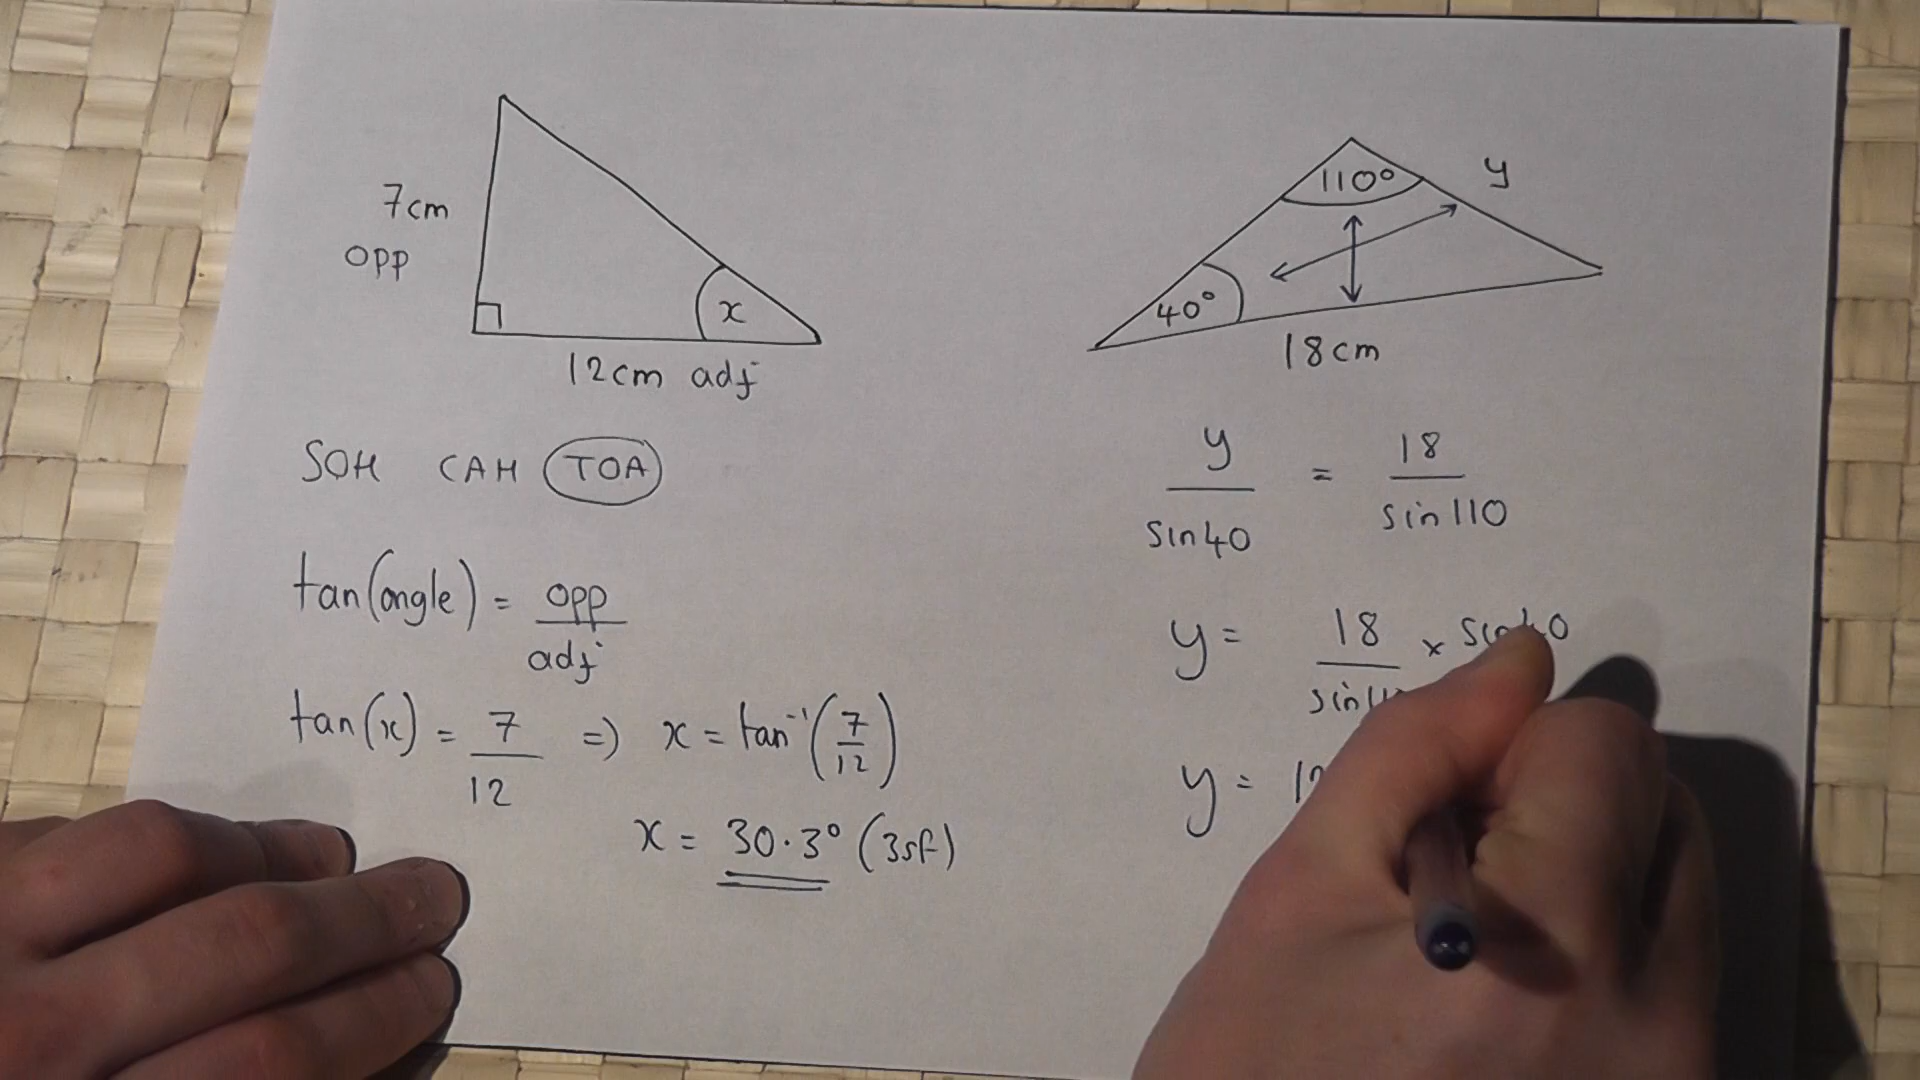 7cm
opp
x
12cm adj
SOH CAH TOA
tan(angle) = opp
adj
tan(x) = 7
12
=> x = tan⁻¹(7/12)
x = 30.3° (3sf)
110°
y
40°
18cm
y = 18
sin40 sin110
y = 18 × sin40
y =